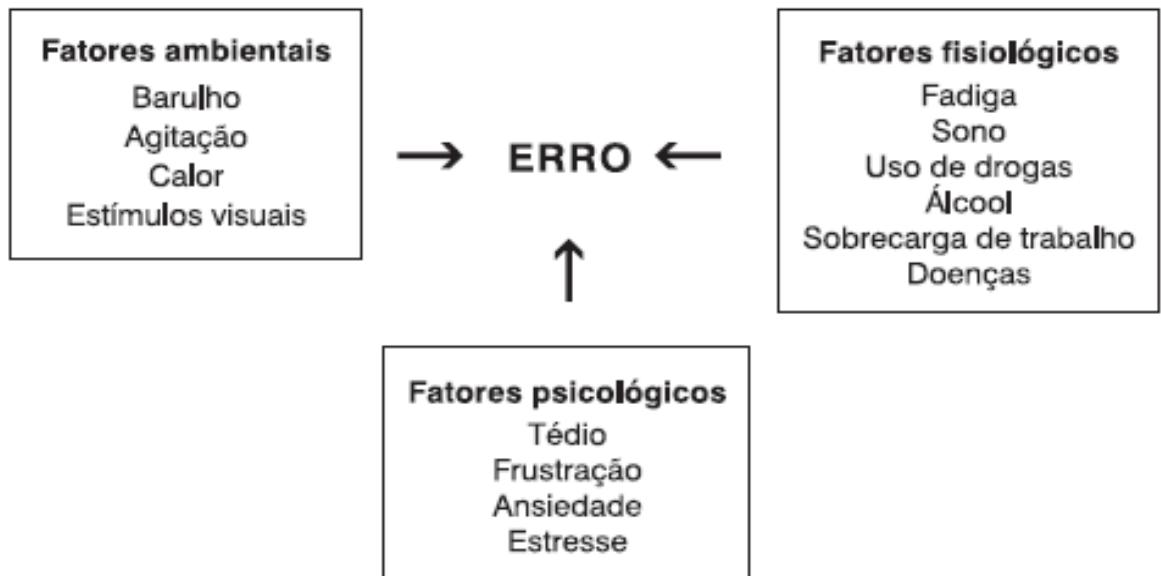 Fatores ambientais
Barulho
Agitação
Calor
Estímulos visuais
→ ERRO ←
Fatores fisiológicos
Fadiga
Sono
Uso de drogas
Álcool
Sobrecarga de trabalho
Doenças
↑
Fatores psicológicos
Tédio
Frustração
Ansiedade
Estresse